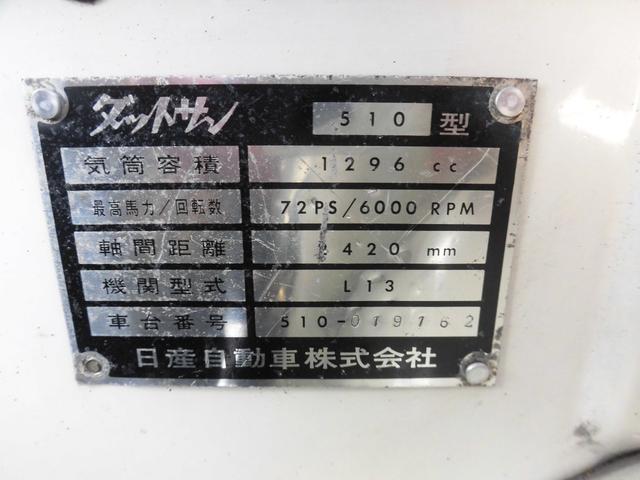 ダットサン 510 型
気筒容積 1296 cc
最高馬力/回転数 72PS/6000 RPM
軸間距離 2420 mm
機関型式 L13
車台番号 510-019762
日産自動車株式会社